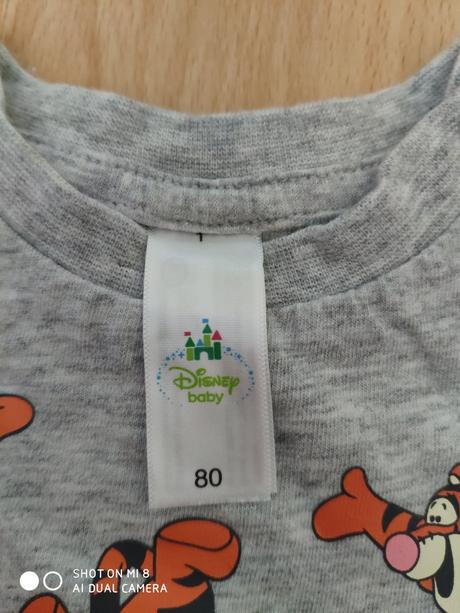 Disney
baby
80
SHOT ON MI 8
AI DUAL CAMERA